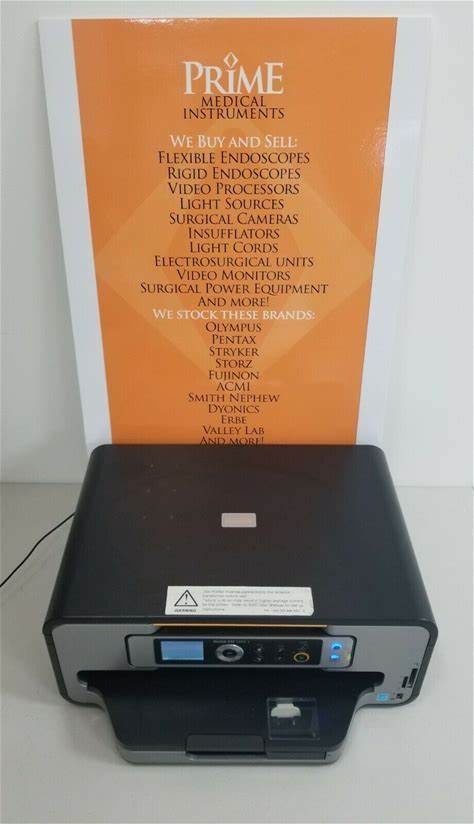 PRIME
MEDICAL
INSTRUMENTS
WE BUY AND SELL:
FLEXIBLE ENDOSCOPES
RIGID ENDOSCOPES
VIDEO PROCESSORS
LIGHT SOURCES
SURGICAL CAMERAS
INSUFFLATORS
LIGHT CORDS
ELECTROSURGICAL UNITS
VIDEO MONITORS
SURGICAL POWER EQUIPMENT
AND MORE!
WE STOCK THESE BRANDS:
OLYMPUS
PENTAX
STRYKER
STORZ
FUJINON
ACMI
SMITH NEPHEW
DYONICS
ERBE
VALLEY LAB
AND MORE!
WARNING